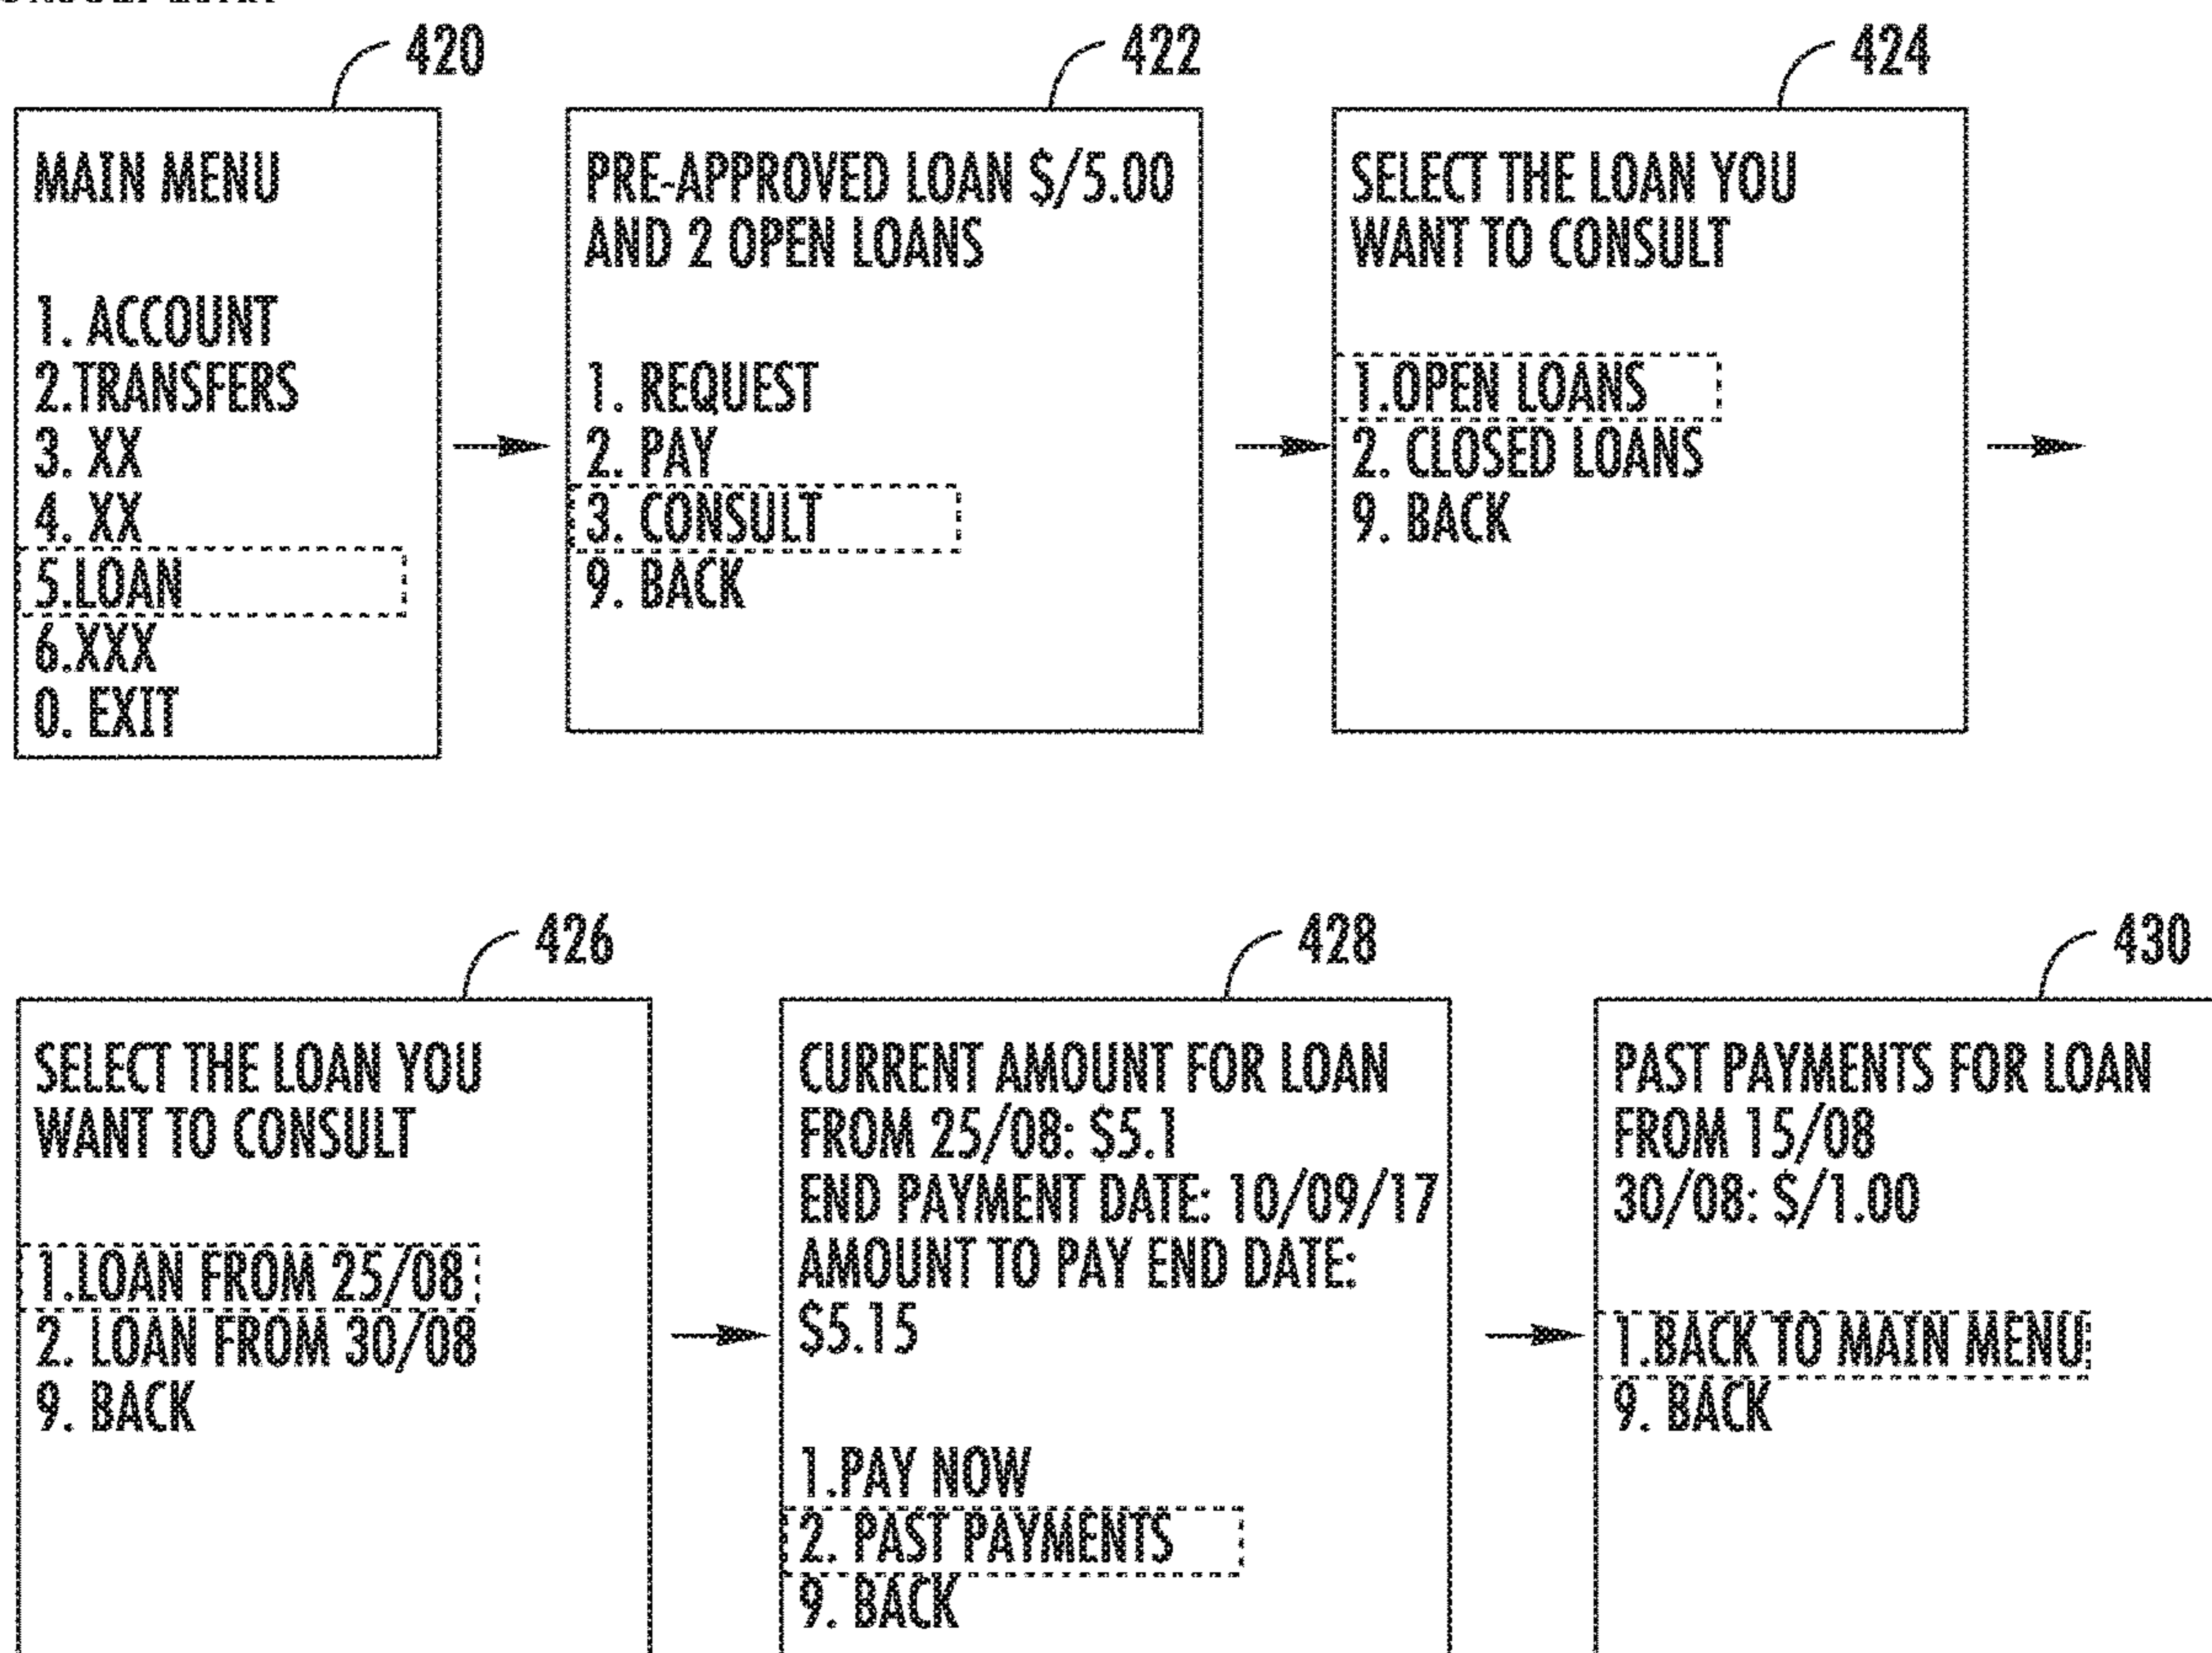 420
MAIN MENU
1. ACCOUNT
2.TRANSFERS
3. XX
4. XX
5.LOAN
6.XXX
0. EXIT
422
PRE-APPROVED LOAN $/5.00
AND 2 OPEN LOANS
1. REQUEST
2. PAY
3. CONSULT
9. BACK
424
SELECT THE LOAN YOU
WANT TO CONSULT
1.OPEN LOANS
2. CLOSED LOANS
9. BACK
426
SELECT THE LOAN YOU
WANT TO CONSULT
1.LOAN FROM 25/08
2. LOAN FROM 30/08
9. BACK
428
CURRENT AMOUNT FOR LOAN
FROM 25/08: $5.1
END PAYMENT DATE: 10/09/17
AMOUNT TO PAY END DATE:
$5.15
1.PAY NOW
2. PAST PAYMENTS
9. BACK
430
PAST PAYMENTS FOR LOAN
FROM 15/08
30/08: $/1.00
1.BACK TO MAIN MENU
9. BACK